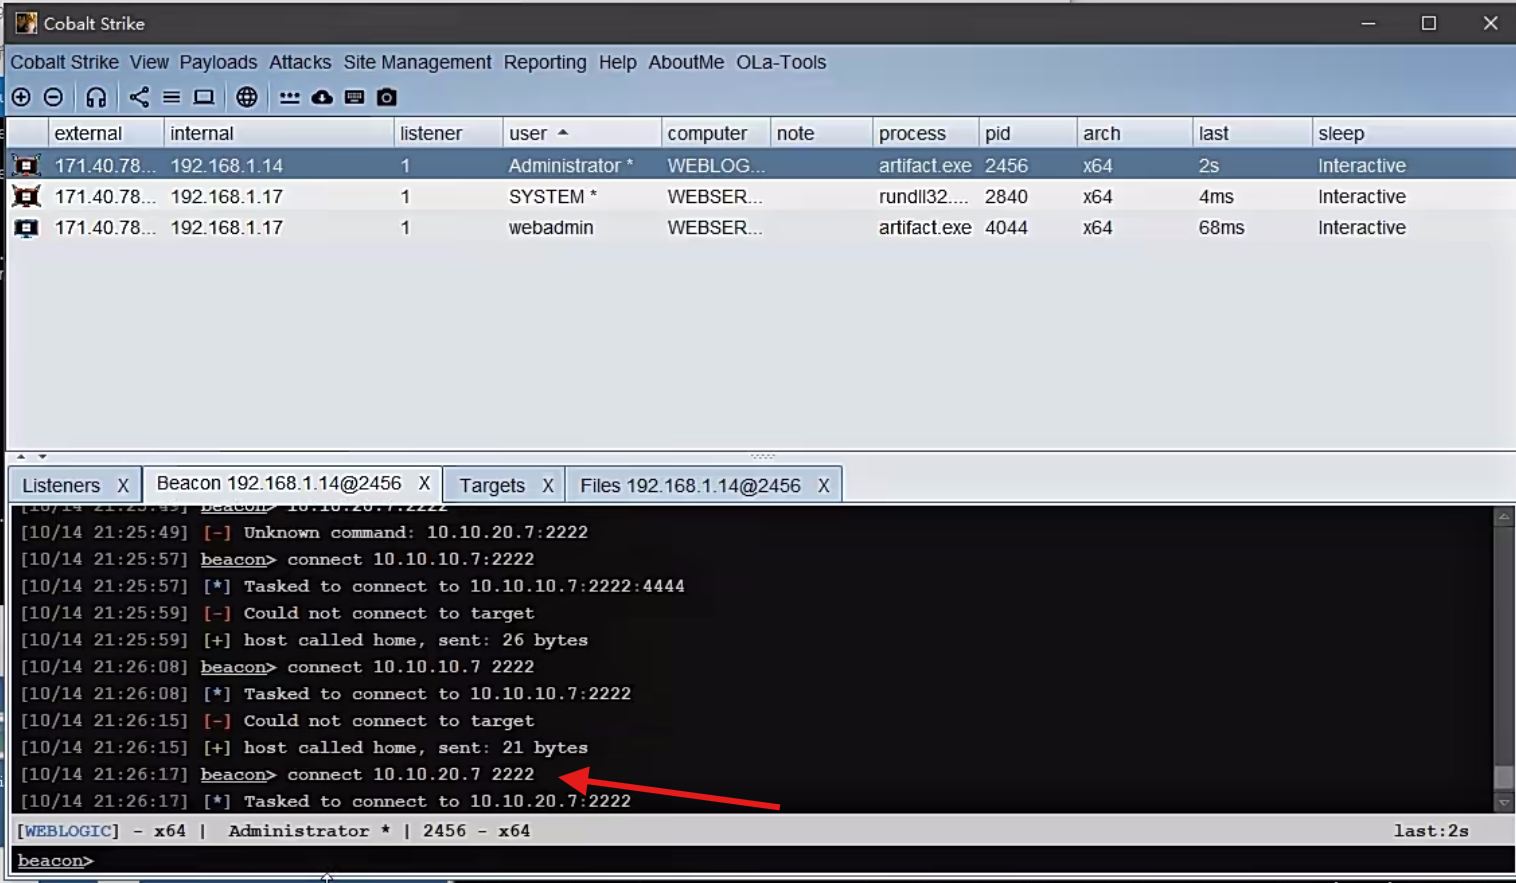 Cobalt Strike
Cobalt Strike View Payloads Attacks Site Management Reporting Help AboutMe OLa-Tools
external internal listener user computer note process pid arch last sleep
171.40.78... 192.168.1.14 1 Administrator * WEBLOG... artifact.exe 2456 x64 2s Interactive
171.40.78... 192.168.1.17 1 SYSTEM * WEBSER... rundll32.... 2840 x64 4ms Interactive
171.40.78... 192.168.1.17 1 webadmin WEBSER... artifact.exe 4044 x64 68ms Interactive
Listeners X Beacon 192.168.1.14@2456 X Targets X Files 192.168.1.14@2456 X
[10/14 21:25:49] beacon> 10.10.20.7:2222
[10/14 21:25:49] [-] Unknown command: 10.10.20.7:2222
[10/14 21:25:57] beacon> connect 10.10.10.7:2222
[10/14 21:25:57] [*] Tasked to connect to 10.10.10.7:2222:4444
[10/14 21:25:59] [-] Could not connect to target
[10/14 21:25:59] [+] host called home, sent: 26 bytes
[10/14 21:26:08] beacon> connect 10.10.10.7 2222
[10/14 21:26:08] [*] Tasked to connect to 10.10.10.7:2222
[10/14 21:26:15] [-] Could not connect to target
[10/14 21:26:15] [+] host called home, sent: 21 bytes
[10/14 21:26:17] beacon> connect 10.10.20.7 2222
[10/14 21:26:17] [*] Tasked to connect to 10.10.20.7:2222
[WEBLOGIC] - x64 | Administrator * | 2456 - x64 last:2s
beacon>